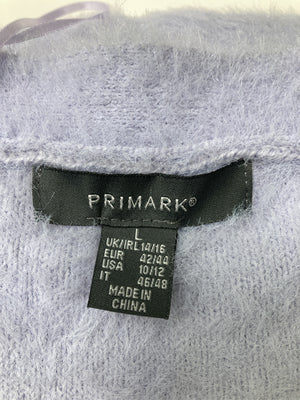 PRIMARK®
L
UK/IRL 14/16
EUR 42/44
USA 10/12
IT 46/48
MADE IN
CHINA